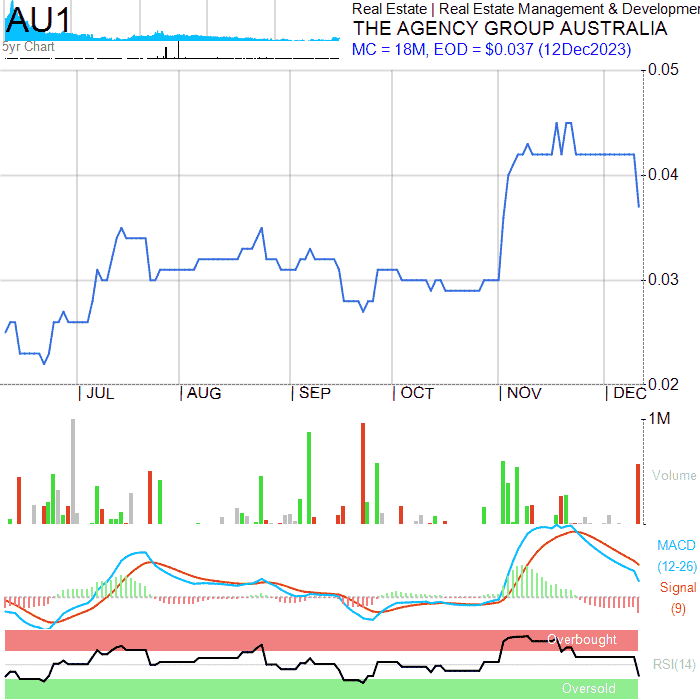 AU1
5yr Chart
Real Estate | Real Estate Management & Developmen
THE AGENCY GROUP AUSTRALIA
MC = 18M, EOD = $0.037 (12Dec2023)
0.05
0.04
0.03
0.02
JUL AUG SEP OCT NOV DEC
1M
Volume
MACD
(12-26)
Signal
(9)
Overbought
RSI(14)
Oversold